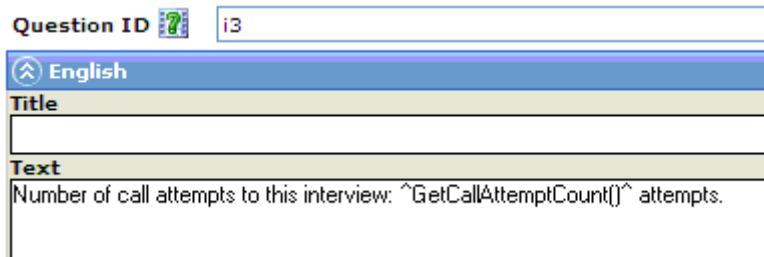 Question ID ? i3
English
Title
Text
Number of call attempts to this interview: ^GetCallAttemptCount()^ attempts.